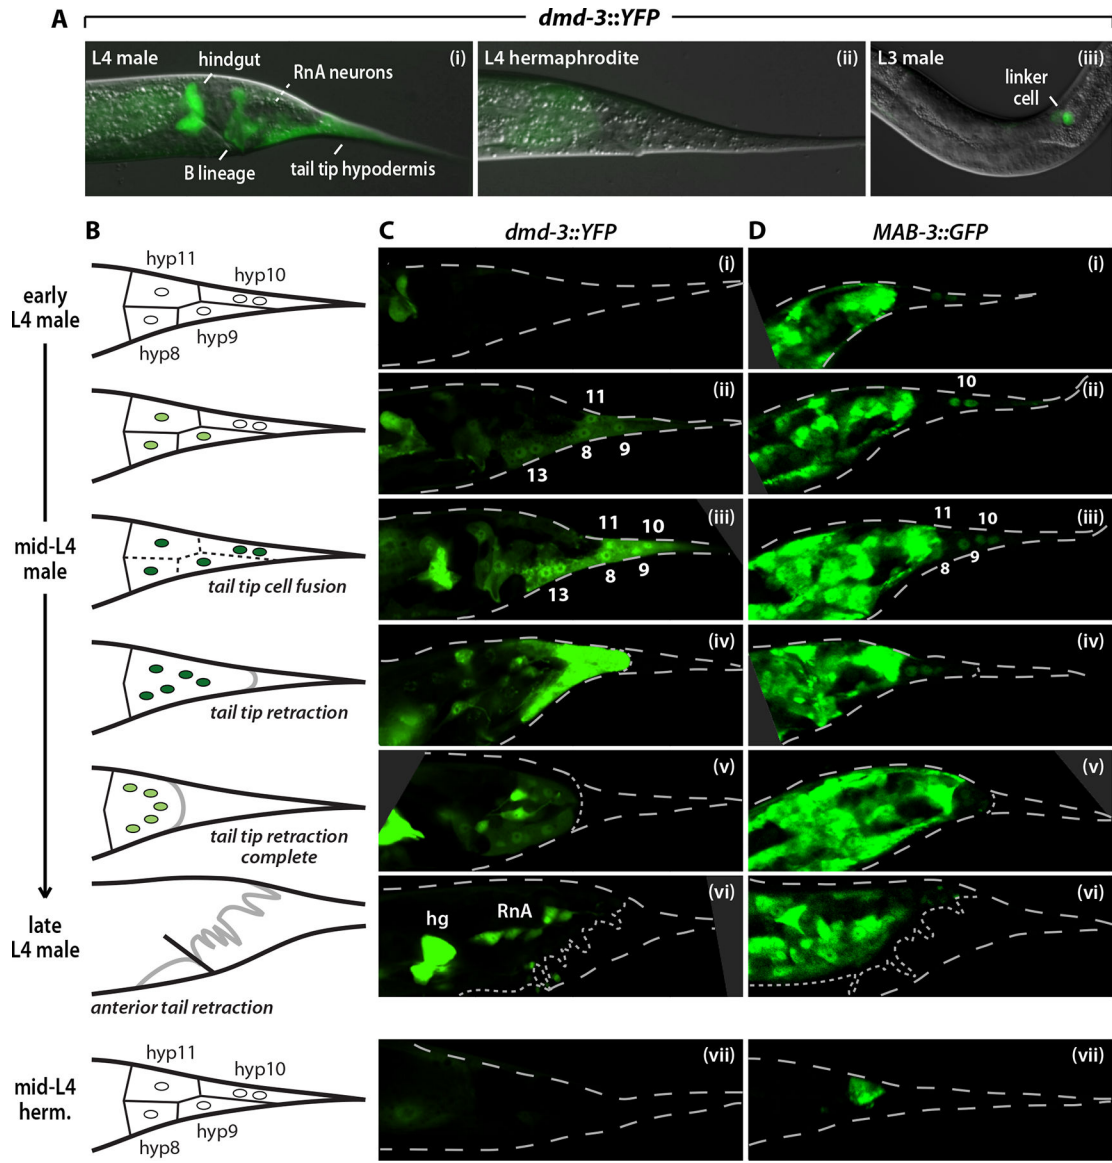 A
dmd-3::YFP
L4 male
(i)
hindgut
RnA neurons
B lineage
tail tip hypodermis
L4 hermaphrodite
(ii)
L3 male
(iii)
linker
cell
B
C
dmd-3::YFP
D
MAB-3::GFP
early
L4 male
hyp11
hyp10
hyp8
hyp9
(i)
(i)
(ii)
11
13
8
9
(ii)
10
mid-L4
male
tail tip cell fusion
(iii)
11
10
13
8
9
(iii)
11
10
8
9
tail tip retraction
(iv)
(iv)
tail tip retraction
complete
(v)
(v)
late
L4 male
anterior tail retraction
(vi)
hg
RnA
(vi)
mid-L4
herm.
hyp11
hyp10
hyp8
hyp9
(vii)
(vii)